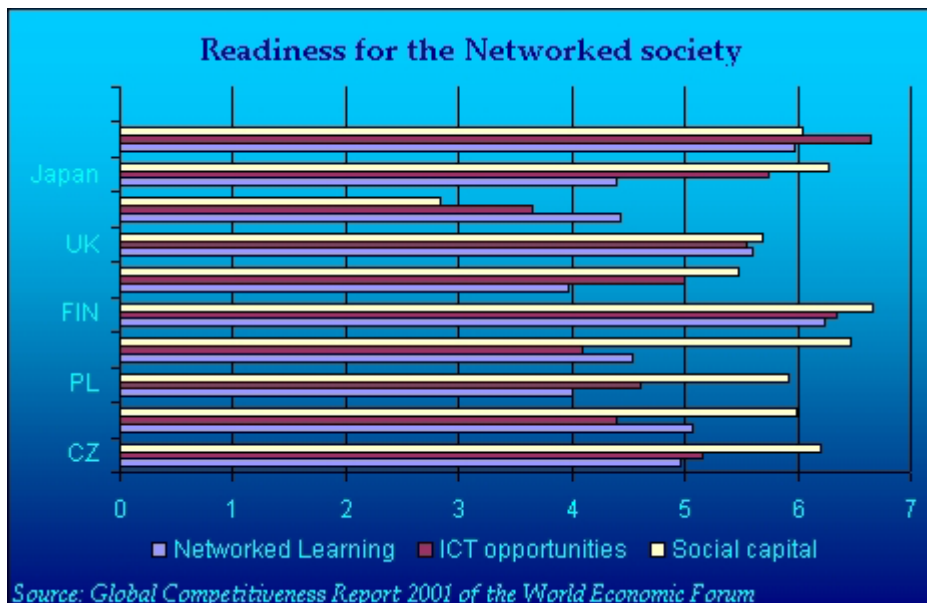 Readiness for the Networked society
Japan
UK
FIN
PL
CZ
0 1 2 3 4 5 6 7
Networked Learning ICT opportunities Social capital
Source: Global Competitiveness Report 2001 of the World Economic Forum